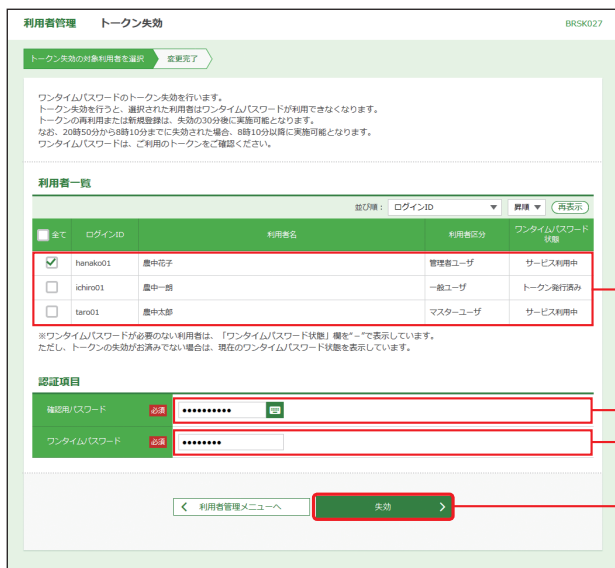 利用者管理 トークン失効 BRSK027
トークン失効の対象利用者を選択 変更完了
ワンタイムパスワードのトークン失効を行います。
トークン失効を行うと、選択された利用者はワンタイムパスワードが利用できなくなります。
トークンの再利用または新規登録は、失効の30分後に実施可能となります。
なお、20時50分から8時10分までに失効された場合、8時10分以降に実施可能となります。
ワンタイムパスワードは、ご利用のトークンをご確認ください。
利用者一覧
並び順： ログインID ▼ 昇順 ▼ 再表示
全て ログインID 利用者名 利用者区分 ワンタイムパスワード
状態
hanako01 農中花子 管理者ユーザ サービス利用中
ichiro01 農中一朗 一般ユーザ トークン発行済み
taro01 農中太郎 マスターユーザ サービス利用中
※ワンタイムパスワードが必要のない利用者は、「ワンタイムパスワード状態」欄を"－"で表示しています。
ただし、トークンの失効がお済みでない場合は、現在のワンタイムパスワード状態を表示しています。
認証項目
確認用パスワード 必須 ●●●●●●●●●●
ワンタイムパスワード 必須 ●●●●●●●●
利用者管理メニューへ 失効